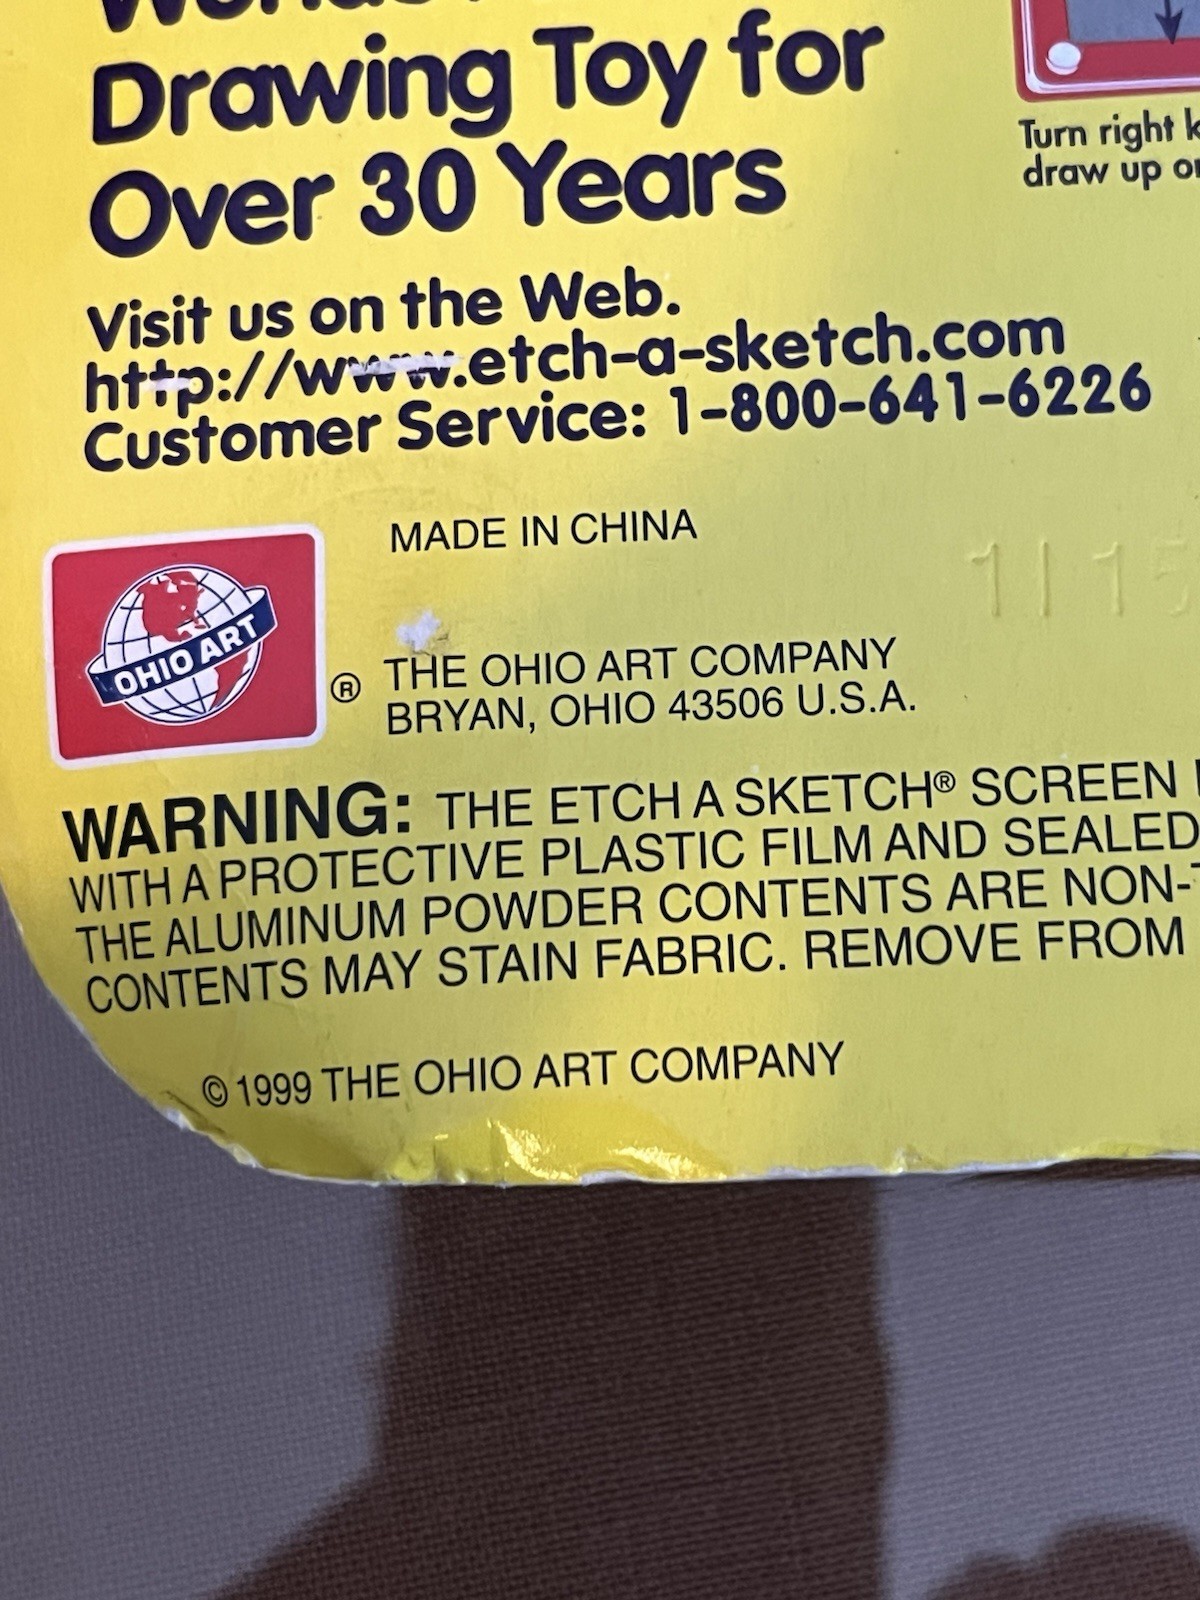 Drawing Toy for
Over 30 Years
Turn right
draw up
Visit us on the Web.
http://www.etch-a-sketch.com
Customer Service: 1-800-641-6226
MADE IN CHINA
1115
OHIO ART
® THE OHIO ART COMPANY
BRYAN, OHIO 43506 U.S.A.
WARNING: THE ETCH A SKETCH® SCREEN
WITH A PROTECTIVE PLASTIC FILM AND SEALED
THE ALUMINUM POWDER CONTENTS ARE NON-
CONTENTS MAY STAIN FABRIC. REMOVE FROM
© 1999 THE OHIO ART COMPANY